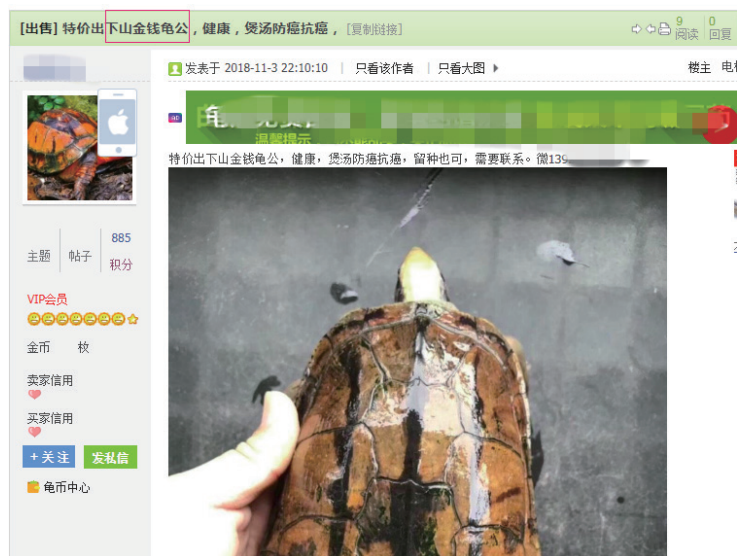 [出售] 特价出下山金钱龟公，健康，煲汤防癌抗癌， [复制链接]
9 阅读
0 回复
发表于 2018-11-3 22:10:10 | 只看该作者 | 只看大图
楼主
特价出下山金钱龟公，健康，煲汤防癌抗癌，留种也可，需要联系。微139
主题
帖子
885
积分
VIP会员
金币 枚
卖家信用
买家信用
+ 关注
发私信
龟币中心